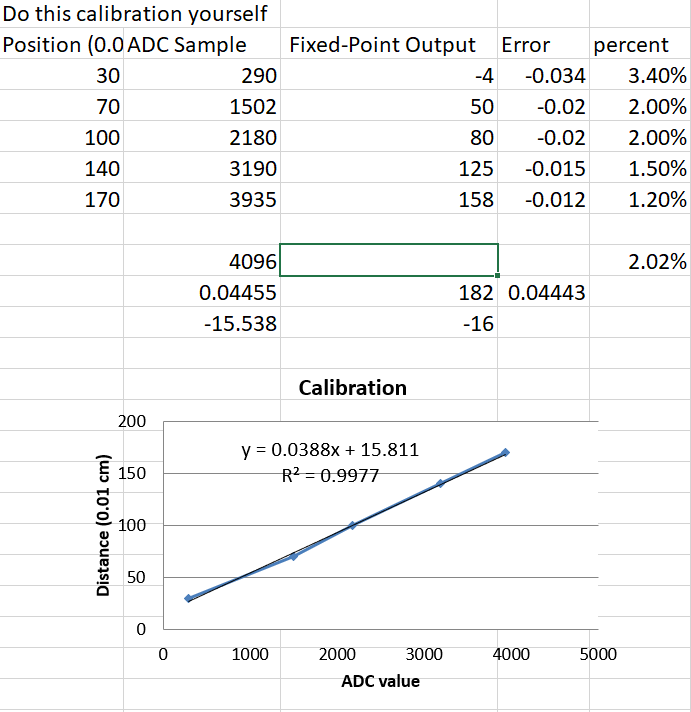 Do this calibration yourself
Position (0.0 ADC Sample Fixed-Point Output Error percent
30 290 -4 -0.034 3.40%
70 1502 50 -0.02 2.00%
100 2180 80 -0.02 2.00%
140 3190 125 -0.015 1.50%
170 3935 158 -0.012 1.20%
4096 2.02%
0.04455 182 0.04443
-15.538 -16
Calibration
y = 0.0388x + 15.811
R² = 0.9977
Distance (0.01 cm)
200
150
100
50
0
0 1000 2000 3000 4000 5000
ADC value